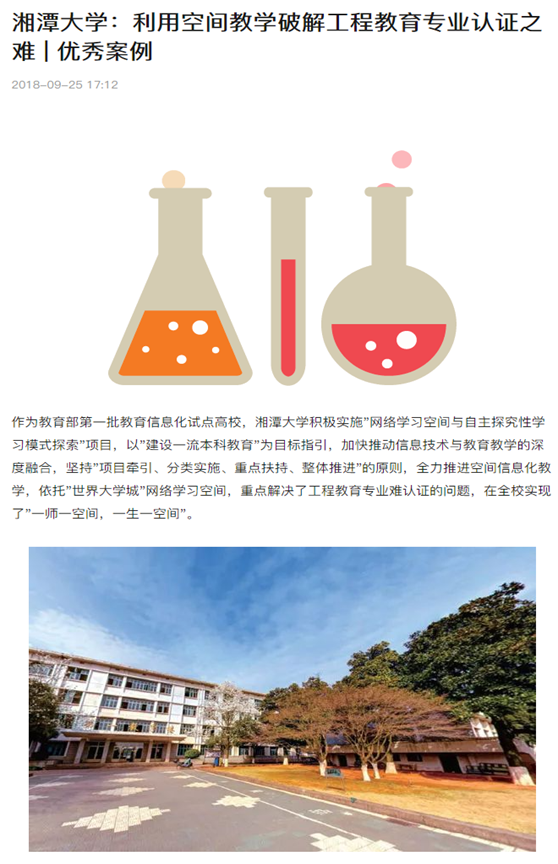 湘潭大学：利用空间教学破解工程教育专业认证之
难 | 优秀案例
2018-09-25 17:12
作为教育部第一批教育信息化试点高校，湘潭大学积极实施”网络学习空间与自主探究性学
习模式探索”项目，以”建设一流本科教育”为目标指引，加快推动信息技术与教育教学的深
度融合，坚持”项目牵引、分类实施、重点扶持、整体推进”的原则，全力推进空间信息化教
学，依托”世界大学城”网络学习空间，重点解决了工程教育专业难认证的问题，在全校实现
了”一师一空间，一生一空间”。